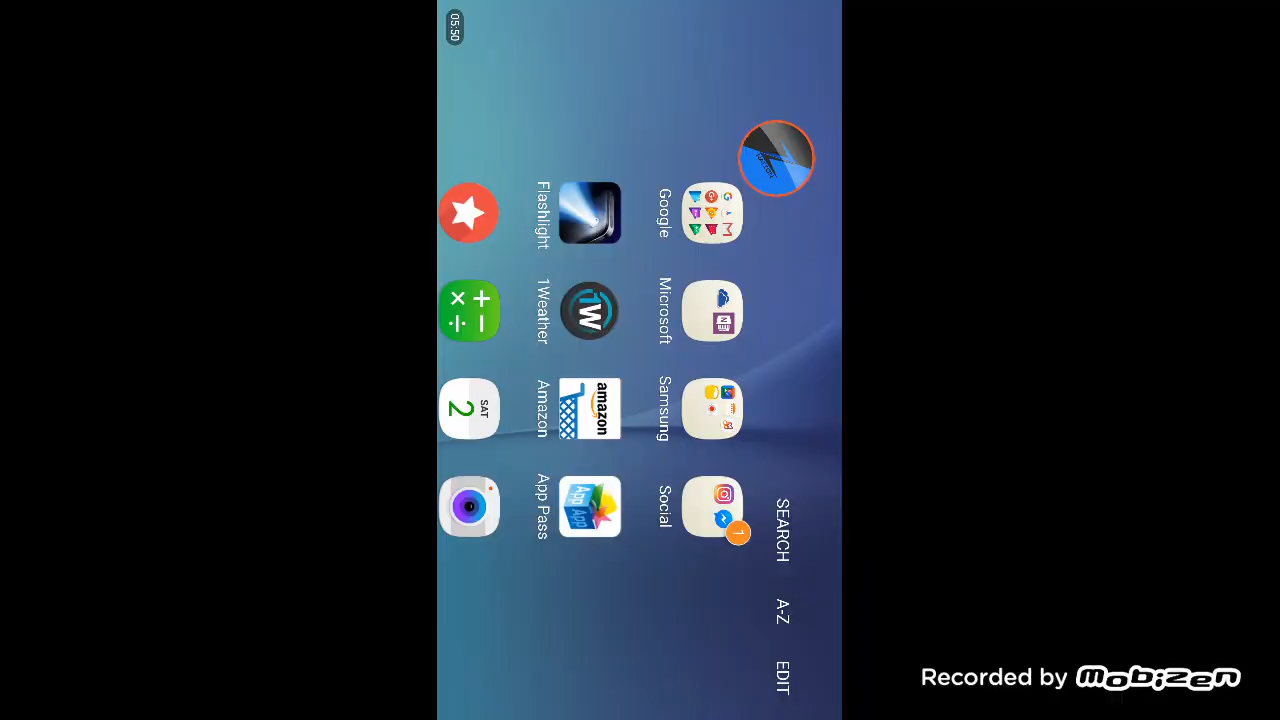 05:50
SEARCH A-Z EDIT
Google Microsoft Samsung Social
1
N
1W
amazon
App App
Flashlight 1Weather Amazon App Pass
SAT
2
Recorded by mobizen